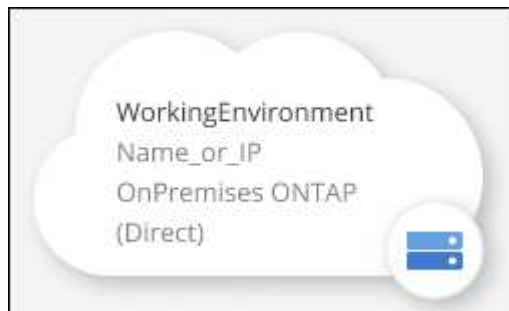 WorkingEnvironment
Name_or_IP
OnPremises ONTAP
(Direct)